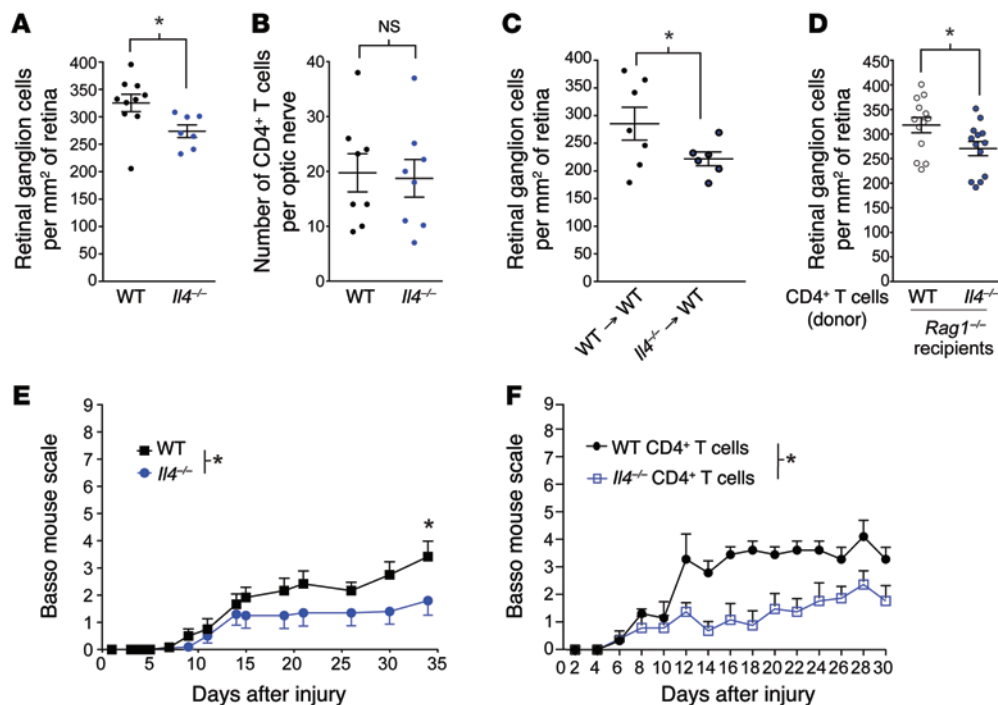 A
*
Retinal ganglion cells
per mm² of retina
450
400
350
300
250
200
150
100
50
0
WT
Il4⁻/⁻
B
NS
Number of CD4⁺ T cells
per optic nerve
40
30
20
10
0
WT
Il4⁻/⁻
C
*
Retinal ganglion cells
per mm² of retina
400
350
300
250
200
150
100
50
0
WT → WT
Il4⁻/⁻ → WT
D
*
Retinal ganglion cells
per mm² of retina
450
400
350
300
250
200
150
100
50
0
CD4⁺ T cells
(donor)
WT
Il4⁻/⁻
Rag1⁻/⁻
recipients
E
Basso mouse scale
9
8
7
6
5
4
3
2
1
0
WT
Il4⁻/⁻
*
*
0
5
10
15
20
25
30
35
Days after injury
F
Basso mouse scale
9
8
7
6
5
4
3
2
1
0
WT CD4⁺ T cells
Il4⁻/⁻ CD4⁺ T cells
*
0 2 4 6 8 10 12 14 16 18 20 22 24 26 28 30
Days after injury